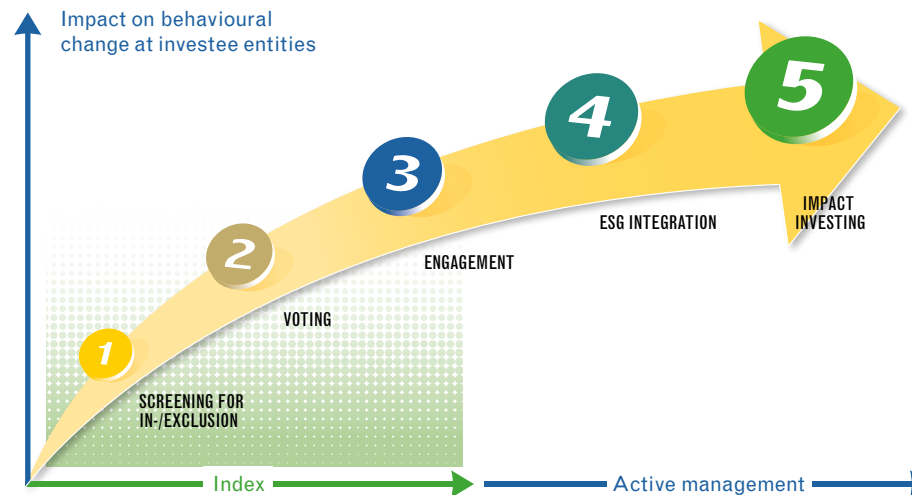 Impact on behavioural
change at investee entities
5
4
3
IMPACT
INVESTING
ESG INTEGRATION
2
ENGAGEMENT
VOTING
1
SCREENING FOR
IN-/EXCLUSION
Index
Active management